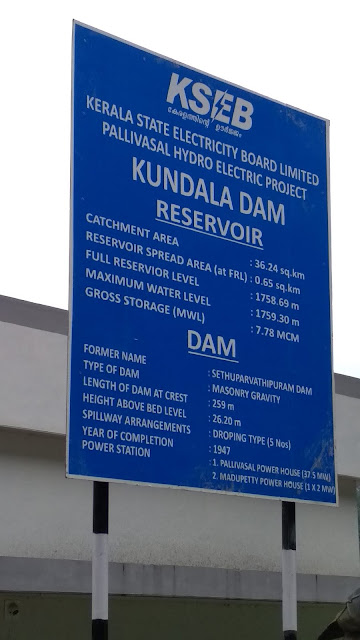 KSEB
കേരളത്തിന്റെ ഊർജ്ജം
KERALA STATE ELECTRICITY BOARD LIMITED
PALLIVASAL HYDRO ELECTRIC PROJECT
KUNDALA DAM
RESERVOIR
CATCHMENT AREA : 36.24 sq.km
RESERVOIR SPREAD AREA (at FRL) : 0.65 sq.km
FULL RESERVIOR LEVEL : 1758.69 m
MAXIMUM WATER LEVEL : 1759.30 m
GROSS STORAGE (MWL) : 7.78 MCM
DAM
FORMER NAME : SETHUPARVATHIPURAM DAM
TYPE OF DAM : MASONRY GRAVITY
LENGTH OF DAM AT CREST : 259 m
HEIGHT ABOVE BED LEVEL : 26.20 m
SPILLWAY ARRANGEMENTS : DROPING TYPE (5 Nos)
YEAR OF COMPLETION : 1947
POWER STATION : 1. PALLIVASAL POWER HOUSE (37.5 MW)
: 2. MADUPETTY POWER HOUSE (1 X 2 MW)